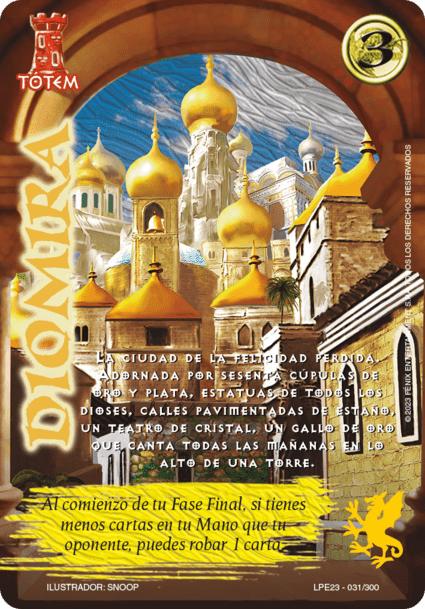 3
TÓTEM
DIOMIRA
La ciudad de la felicidad perdida.
Adornada por sesenta cúpulas de
oro y plata, estatuas de todos los
dioses, calles pavimentadas de estaño,
un teatro de cristal, un gallo de oro
que canta todas las mañanas en lo
alto de una torre.
Al comienzo de tu Fase Final, si tienes
menos cartas en tu Mano que tu
oponente, puedes robar 1 carta.
ILUSTRADOR: SNOOP
LPE23 - 031/300
© 2023 FÉNIX ENTERTAINMENT S. LOS DERECHOS RESERVADOS